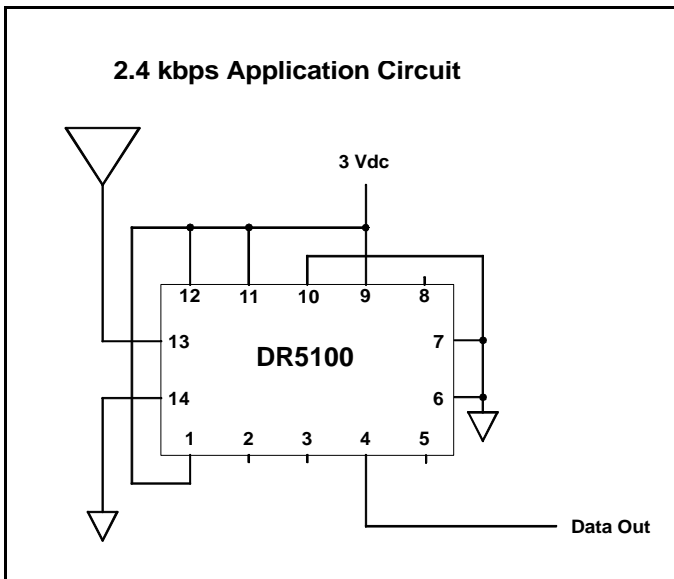 2.4 kbps Application Circuit
3 Vdc
12 11 10 9 8
13 DR5100 7
14 6
1 2 3 4 5
Data Out